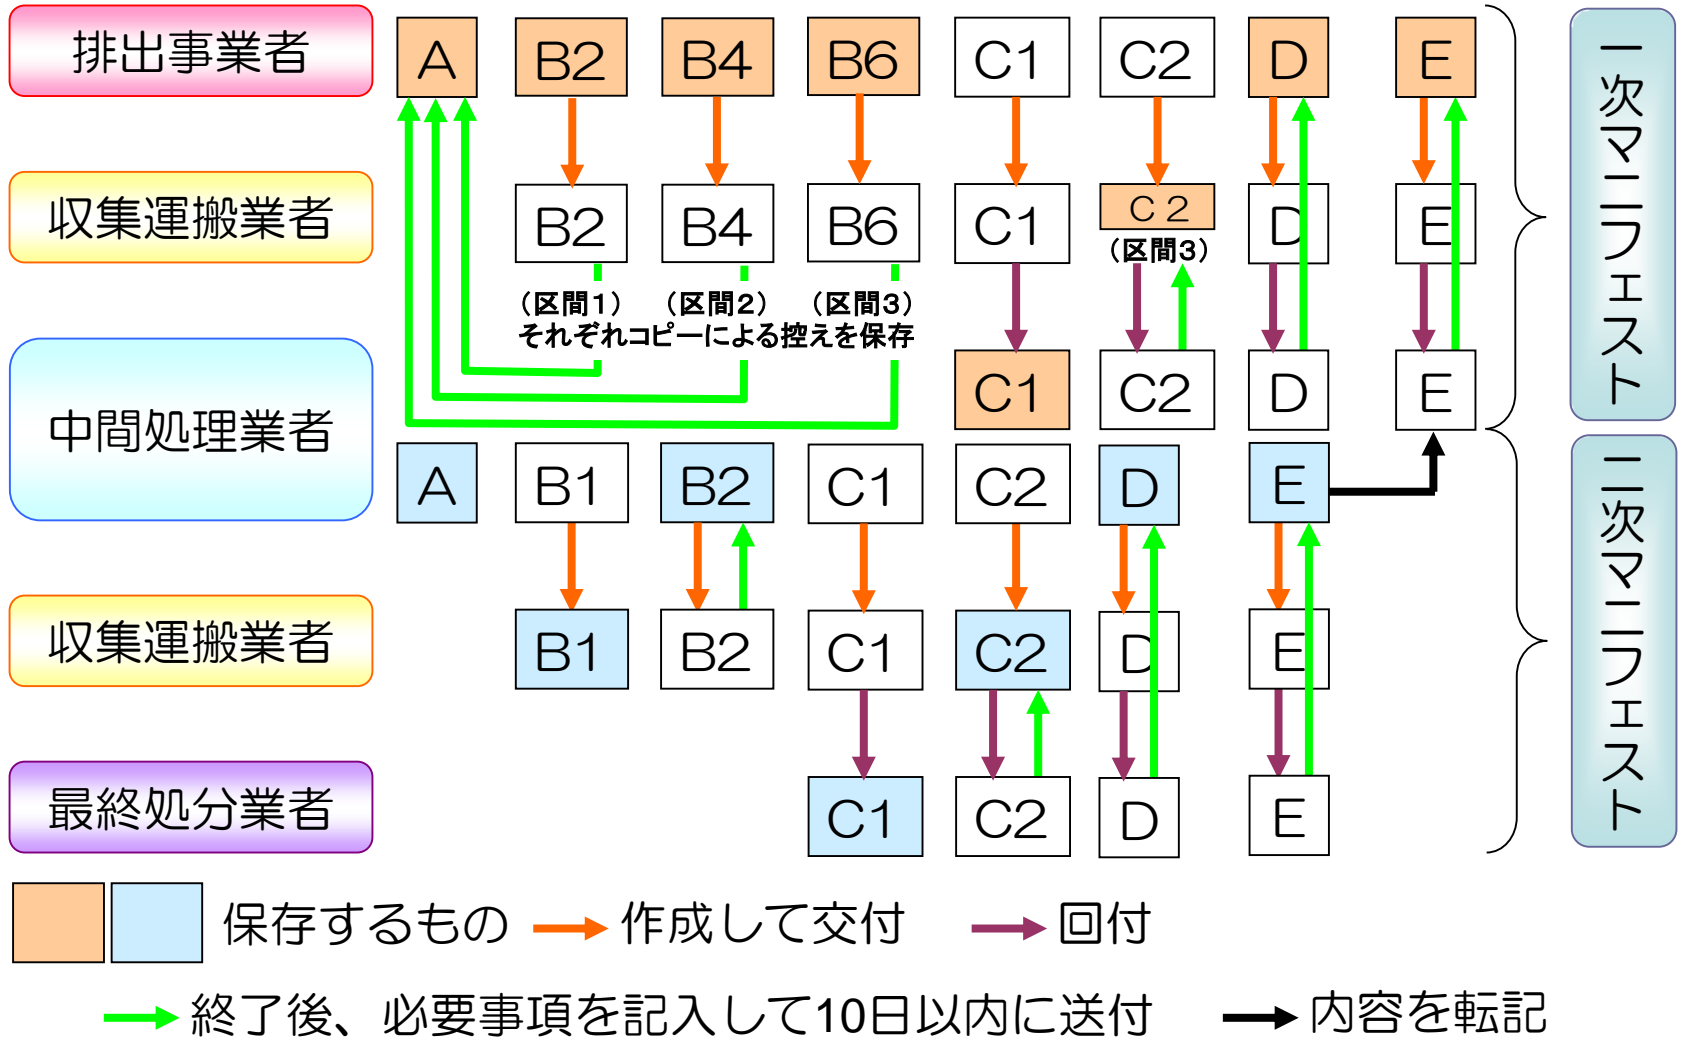 排出事業者 A B2 B4 B6 C1 C2 D E
一次マニフェスト
収集運搬業者 B2 B4 B6 C1 C2 D E
(区間3)
(区間1) (区間2) (区間3)
それぞれコピーによる控えを保存
C1 C2 D E
中間処理業者
A B1 B2 C1 C2 D E
二次マニフェスト
収集運搬業者 B1 B2 C1 C2 D E
最終処分業者 C1 C2 D E
保存するもの 作成して交付 回付
終了後、必要事項を記入して10日以内に送付 内容を転記